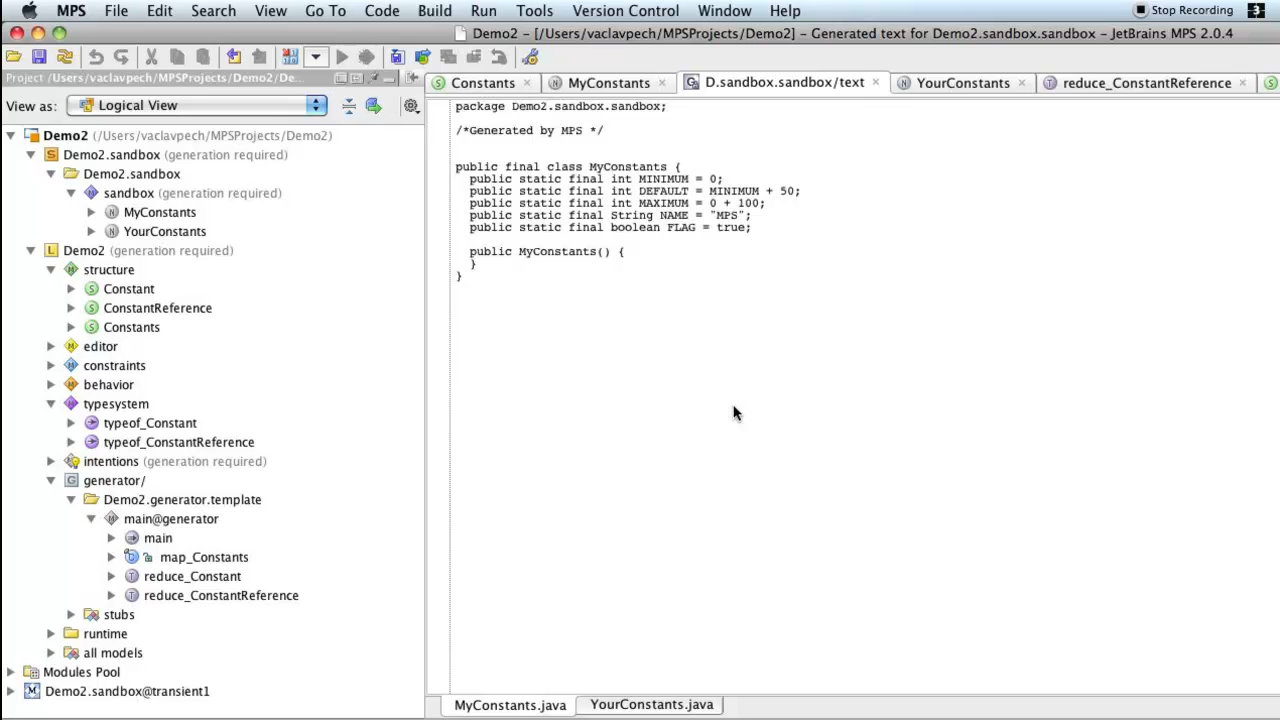 MPS File Edit Search View Go To Code Build Run Tools Version Control Window Help Stop Recording 3
Demo2 – [/Users/vaclavpech/MPSProjects/Demo2] – Generated text for Demo2.sandbox.sandbox – JetBrains MPS 2.0.4
Project /Users/vaclavpech/MPSProjects/Demo2/De...
View as: Logical View
Demo2 (/Users/vaclavpech/MPSProjects/Demo2)
S Demo2.sandbox (generation required)
Demo2.sandbox
sandbox (generation required)
N MyConstants
N YourConstants
L Demo2 (generation required)
M structure
S Constant
S ConstantReference
S Constants
editor
constraints
behavior
typesystem
typeof_Constant
typeof_ConstantReference
intentions (generation required)
G generator/
Demo2.generator.template
main@generator
main
map_Constants
T reduce_Constant
T reduce_ConstantReference
stubs
runtime
all models
Modules Pool
M Demo2.sandbox@transient1
S Constants × N MyConstants × D.sandbox.sandbox/text × N YourConstants × T reduce_ConstantReference × S
package Demo2.sandbox.sandbox;
/*Generated by MPS */
public final class MyConstants {
public static final int MINIMUM = 0;
public static final int DEFAULT = MINIMUM + 50;
public static final int MAXIMUM = 0 + 100;
public static final String NAME = "MPS";
public static final boolean FLAG = true;
public MyConstants() {
}
}
MyConstants.java YourConstants.java